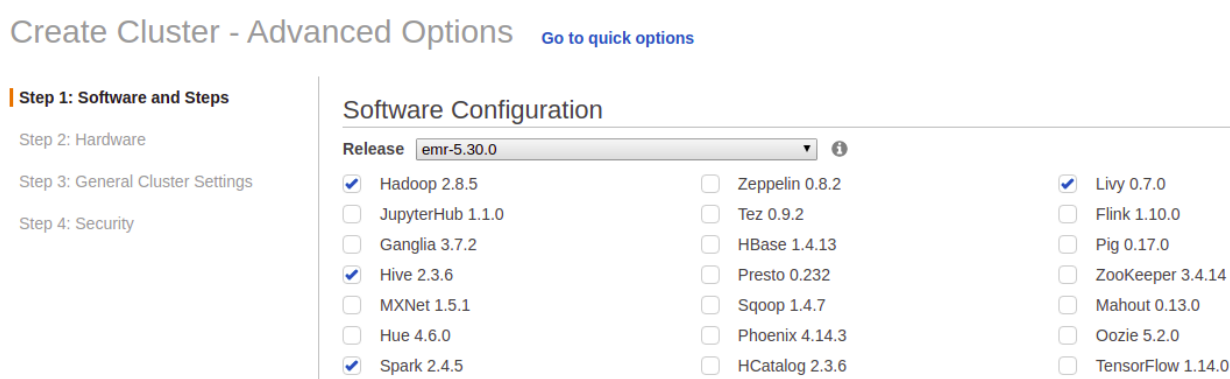 Create Cluster - Advanced Options Go to quick options
Step 1: Software and Steps
Step 2: Hardware
Step 3: General Cluster Settings
Step 4: Security
Software Configuration
Release emr-5.30.0
Hadoop 2.8.5 Zeppelin 0.8.2 Livy 0.7.0
JupyterHub 1.1.0 Tez 0.9.2 Flink 1.10.0
Ganglia 3.7.2 HBase 1.4.13 Pig 0.17.0
Hive 2.3.6 Presto 0.232 ZooKeeper 3.4.14
MXNet 1.5.1 Sqoop 1.4.7 Mahout 0.13.0
Hue 4.6.0 Phoenix 4.14.3 Oozie 5.2.0
Spark 2.4.5 HCatalog 2.3.6 TensorFlow 1.14.0